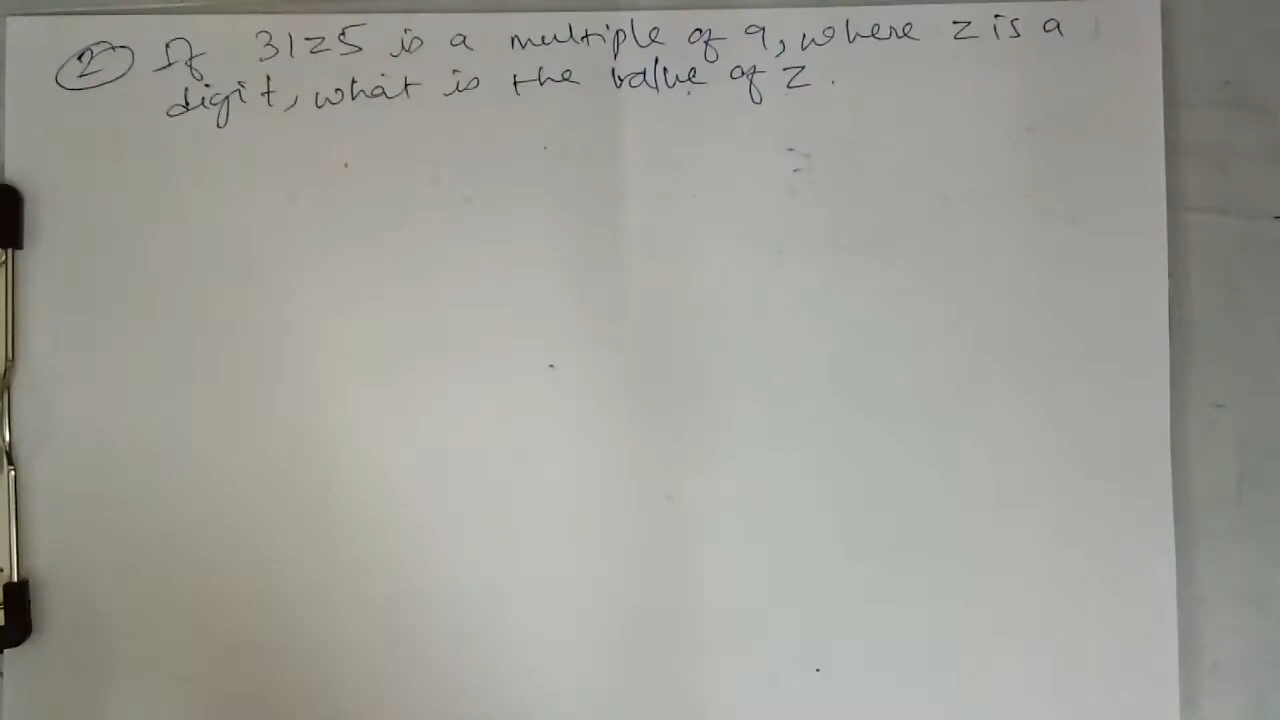 ② If 31z5 is a multiple of 9, where z is a
digit, what is the value of z.